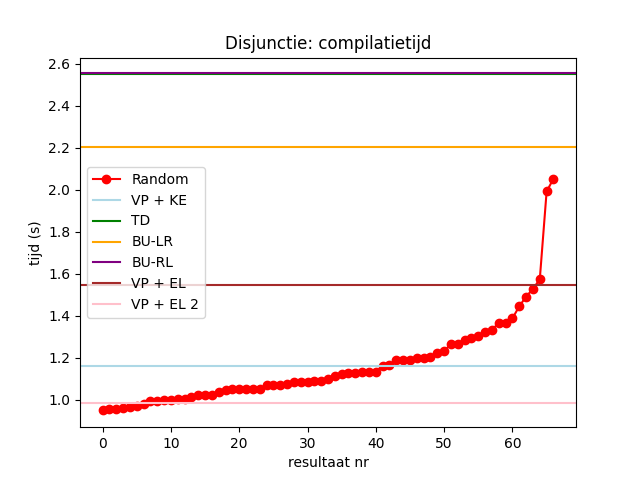 Disjunctie: compilatietijd
tijd (s)
2.6
2.4
2.2
2.0
1.8
1.6
1.4
1.2
1.0
Random
VP + KE
TD
BU-LR
BU-RL
VP + EL
VP + EL 2
0 10 20 30 40 50 60
resultaat nr